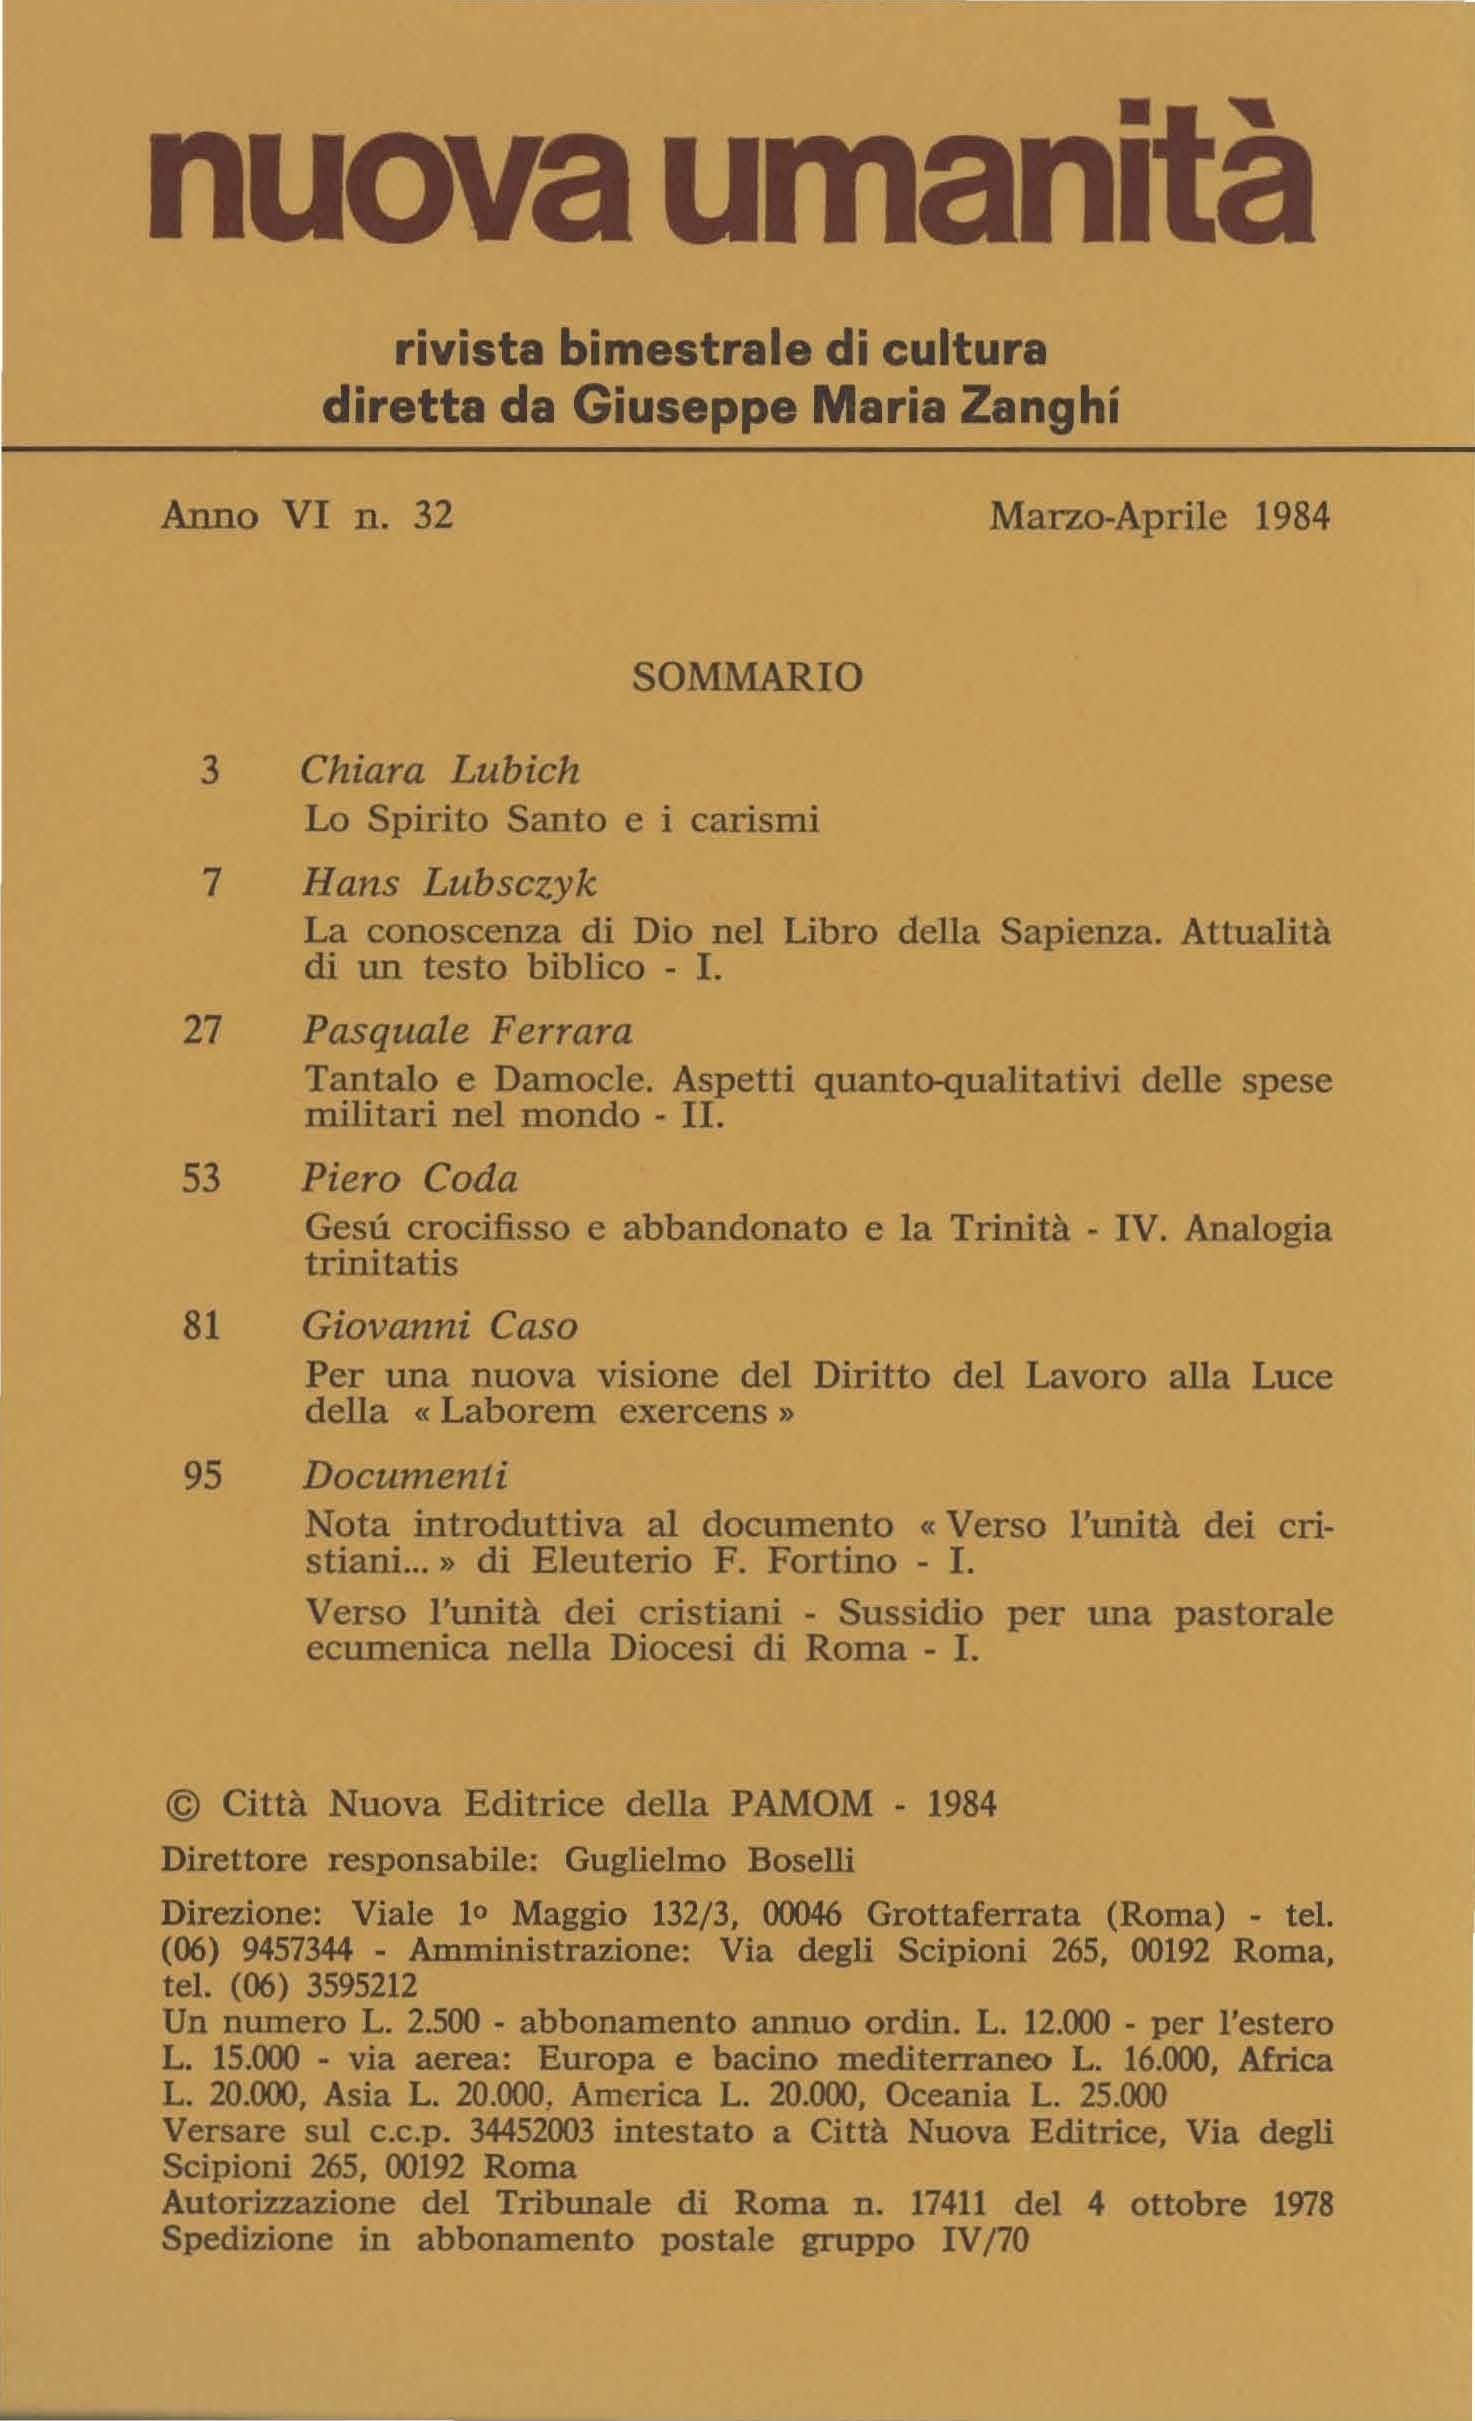 nuova umanità
rivista bimestrale di cultura
diretta da Giuseppe Maria Zanghí
Anno VI n. 32 Marzo-Aprile 1984
SOMMARIO
3 Chiara Lubich
Lo Spirito Santo e i carismi
7 Hans Lubsczyk
La conoscenza di Dio nel Libro della Sapienza. Attualità
di un testo biblico - I.
27 Pasquale Ferrara
Tantalo e Damocle. Aspetti quanto-qualitativi delle spese
militari nel mondo - II.
53 Piero Coda
Gesú crocifisso e abbandonato e la Trinità - IV. Analogia
trinitatis
81 Giovanni Caso
Per una nuova visione del Diritto del Lavoro alla Luce
della « Laborem exercens »
95 Documenti
Nota introduttiva al documento « Verso l'unità dei cri-
stiani... » di Eleuterio F. Fortino - I.
Verso l'unità dei cristiani - Sussidio per una pastorale
ecumenica nella Diocesi di Roma - I.
© Città Nuova Editrice della PAMOM - 1984
Direttore responsabile: Guglielmo Boselli
Direzione: Viale 1º Maggio 132/3, 00046 Grottaferrata (Roma) - tel.
(06) 9457344 - Amministrazione: Via degli Scipioni 265, 00192 Roma,
tel. (06) 3595212
Un numero L. 2.500 - abbonamento annuo ordin. L. 12.000 - per l'estero
L. 15.000 - via aerea: Europa e bacino mediterraneo L. 16.000, Africa
L. 20.000, Asia L. 20.000, America L. 20.000, Oceania L. 25.000
Versare sul c.c.p. 34452003 intestato a Città Nuova Editrice, Via degli
Scipioni 265, 00192 Roma
Autorizzazione del Tribunale di Roma n. 17411 del 4 ottobre 1978
Spedizione in abbonamento postale gruppo IV/70